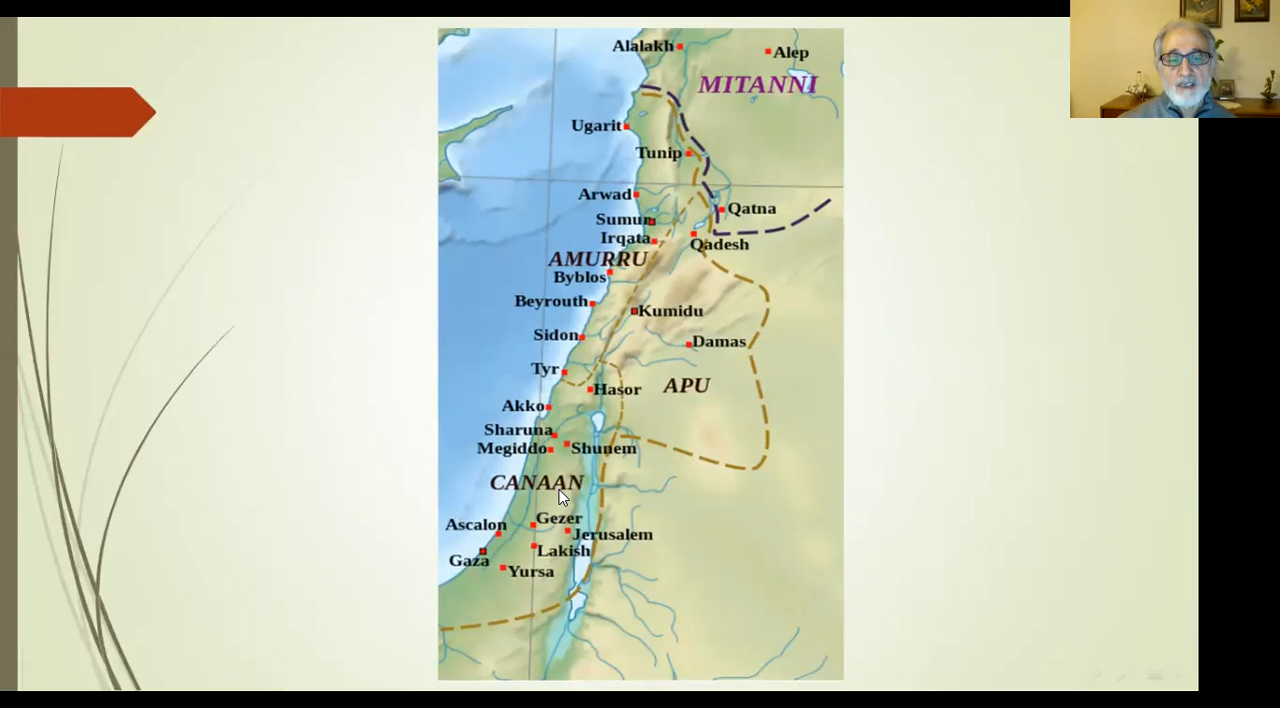 Alalakh
Alep
MITANNI
Ugarit
Tunip
Arwad
Qatna
Sumur
Irqata
Qadesh
AMURRU
Byblos
Beyrouth
Kumidu
Sidon
Damas
Tyr
APU
Hasor
Akko
Sharuna
Megiddo
Shunem
CANAAN
Gezer
Ascalon
Jerusalem
Lakish
Gaza
Yursa